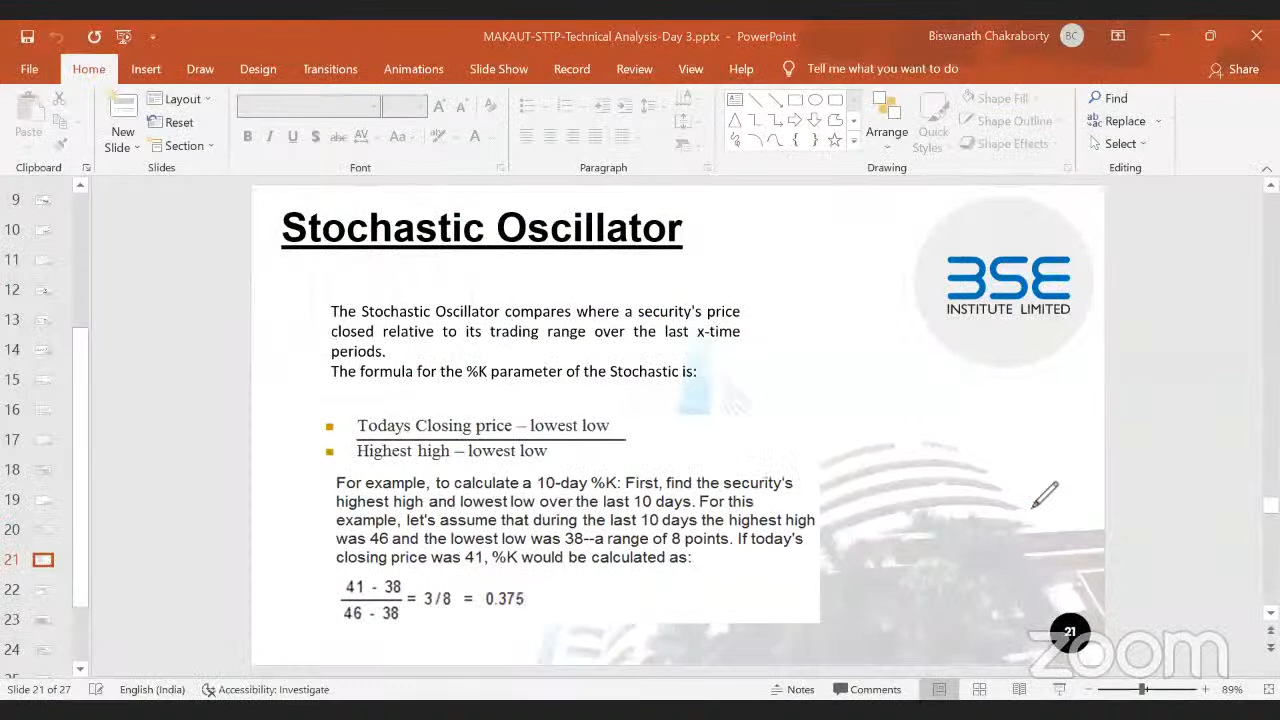 MAKAUT-STTP-Technical Analysis-Day 3.pptx - PowerPoint
Biswanath Chakraborty
BC
File Home Insert Draw Design Transitions Animations Slide Show Record Review View Help Tell me what you want to do Share
Paste
Clipboard
New Slide
Layout
Reset
Section
Slides
B I U S abc AV Aa A
Font
Paragraph
Arrange
Quick Styles
Shape Fill
Shape Outline
Shape Effects
Drawing
Find
Replace
Select
Editing
9
10
11
12
13
14
15
16
17
18
19
20
21
22
23
24
Stochastic Oscillator
BSE
INSTITUTE LIMITED
The Stochastic Oscillator compares where a security's price
closed relative to its trading range over the last x-time
periods.
The formula for the %K parameter of the Stochastic is:
Todays Closing price – lowest low
Highest high – lowest low
For example, to calculate a 10-day %K: First, find the security's
highest high and lowest low over the last 10 days. For this
example, let's assume that during the last 10 days the highest high
was 46 and the lowest low was 38--a range of 8 points. If today's
closing price was 41, %K would be calculated as:
41 - 38
46 - 38
= 3/8 = 0.375
21
zoom
Slide 21 of 27 English (India) Accessibility: Investigate Notes Comments 89%